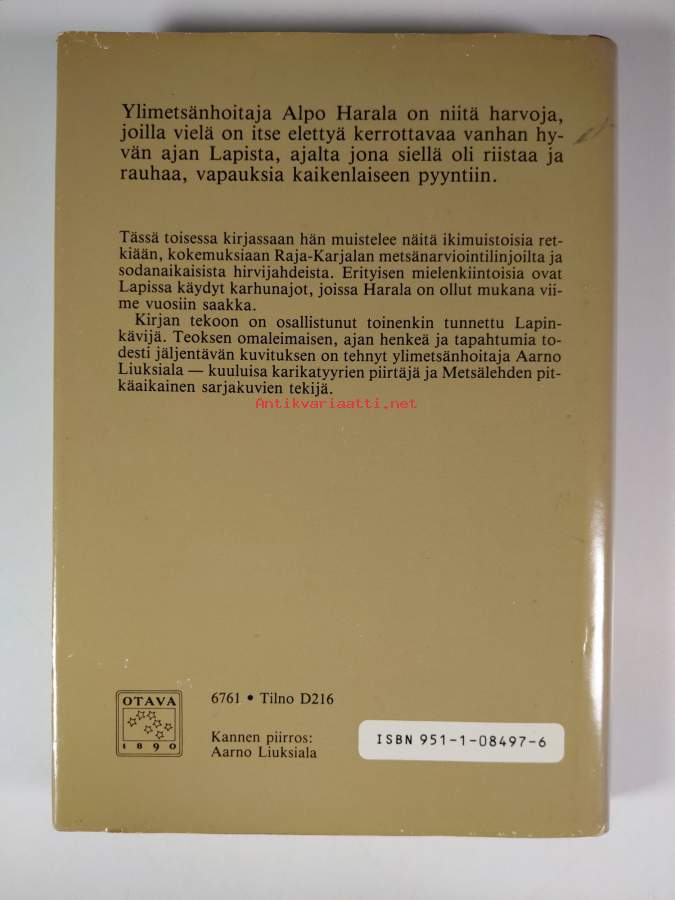 Ylimetsänhoitaja Alpo Harala on niitä harvoja,
joilla vielä on itse elettyä kerrottavaa vanhan hy-
vän ajan Lapista, ajalta jona siellä oli riistaa ja
rauhaa, vapauksia kaikenlaiseen pyyntiin.
Tässä toisessa kirjassaan hän muistelee näitä ikimuistoisia ret-
kiään, kokemuksiaan Raja-Karjalan metsänarviointilinjoilta ja
sodanaikaisista hirvijahdeista. Erityisen mielenkiintoisia ovat
Lapissa käydyt karhunajot, joissa Harala on ollut mukana vii-
me vuosiin saakka.
Kirjan tekoon on osallistunut toinenkin tunnettu Lapin-
kävijä. Teoksen omaleimaisen, ajan henkeä ja tapahtumia to-
desti jäljentävän kuvituksen on tehnyt ylimetsänhoitaja Aarno
Liuksiala — kuuluisa karikatyyrien piirtäjä ja Metsälehden pit-
käaikainen sarjakuvien tekijä.
Antikvariaatti.net
OTAVA
1890
6761 • Tilno D216
Kannen piirros:
Aarno Liuksiala
ISBN 951-1-08497-6